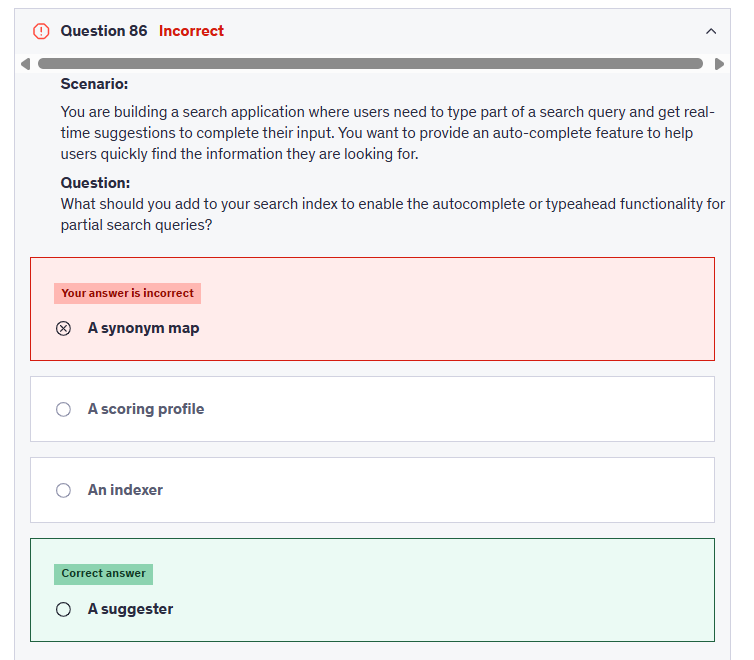 Question 86 Incorrect
Scenario:
You are building a search application where users need to type part of a search query and get real-
time suggestions to complete their input. You want to provide an auto-complete feature to help
users quickly find the information they are looking for.
Question:
What should you add to your search index to enable the autocomplete or typeahead functionality for
partial search queries?
Your answer is incorrect
A synonym map
A scoring profile
An indexer
Correct answer
A suggester